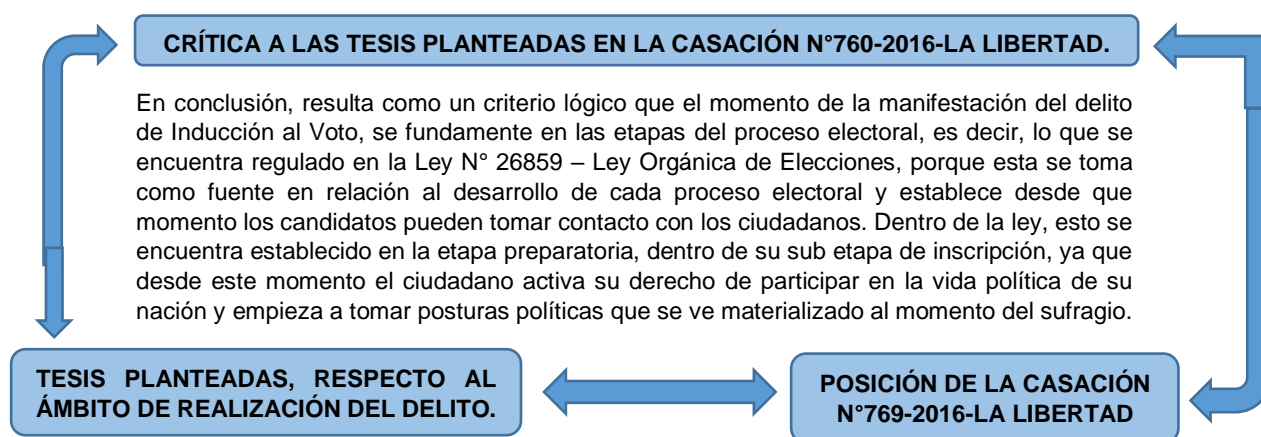 CRÍTICA A LAS TESIS PLANTEADAS EN LA CASACIÓN N°760-2016-LA LIBERTAD.
En conclusión, resulta como un criterio lógico que el momento de la manifestación del delito
de Inducción al Voto, se fundamente en las etapas del proceso electoral, es decir, lo que se
encuentra regulado en la Ley N° 26859 – Ley Orgánica de Elecciones, porque esta se toma
como fuente en relación al desarrollo de cada proceso electoral y establece desde que
momento los candidatos pueden tomar contacto con los ciudadanos. Dentro de la ley, esto se
encuentra establecido en la etapa preparatoria, dentro de su sub etapa de inscripción, ya que
desde este momento el ciudadano activa su derecho de participar en la vida política de su
nación y empieza a tomar posturas políticas que se ve materializado al momento del sufragio.
TESIS PLANTEADAS, RESPECTO AL
ÁMBITO DE REALIZACIÓN DEL DELITO.
POSICIÓN DE LA CASACIÓN
N°769-2016-LA LIBERTAD